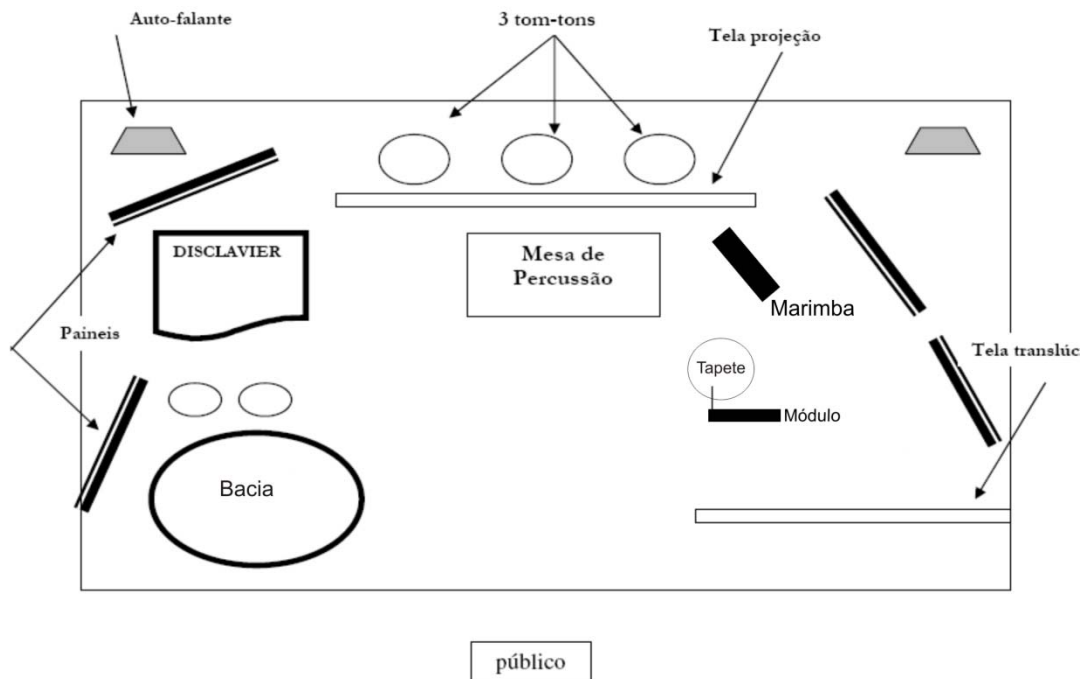 Auto-falante
3 tom-tons
Tela projeção
DISCLAVIER
Mesa de
Percussão
Marimba
Paineis
Tela translúc
Tapete
Módulo
Bacia
público